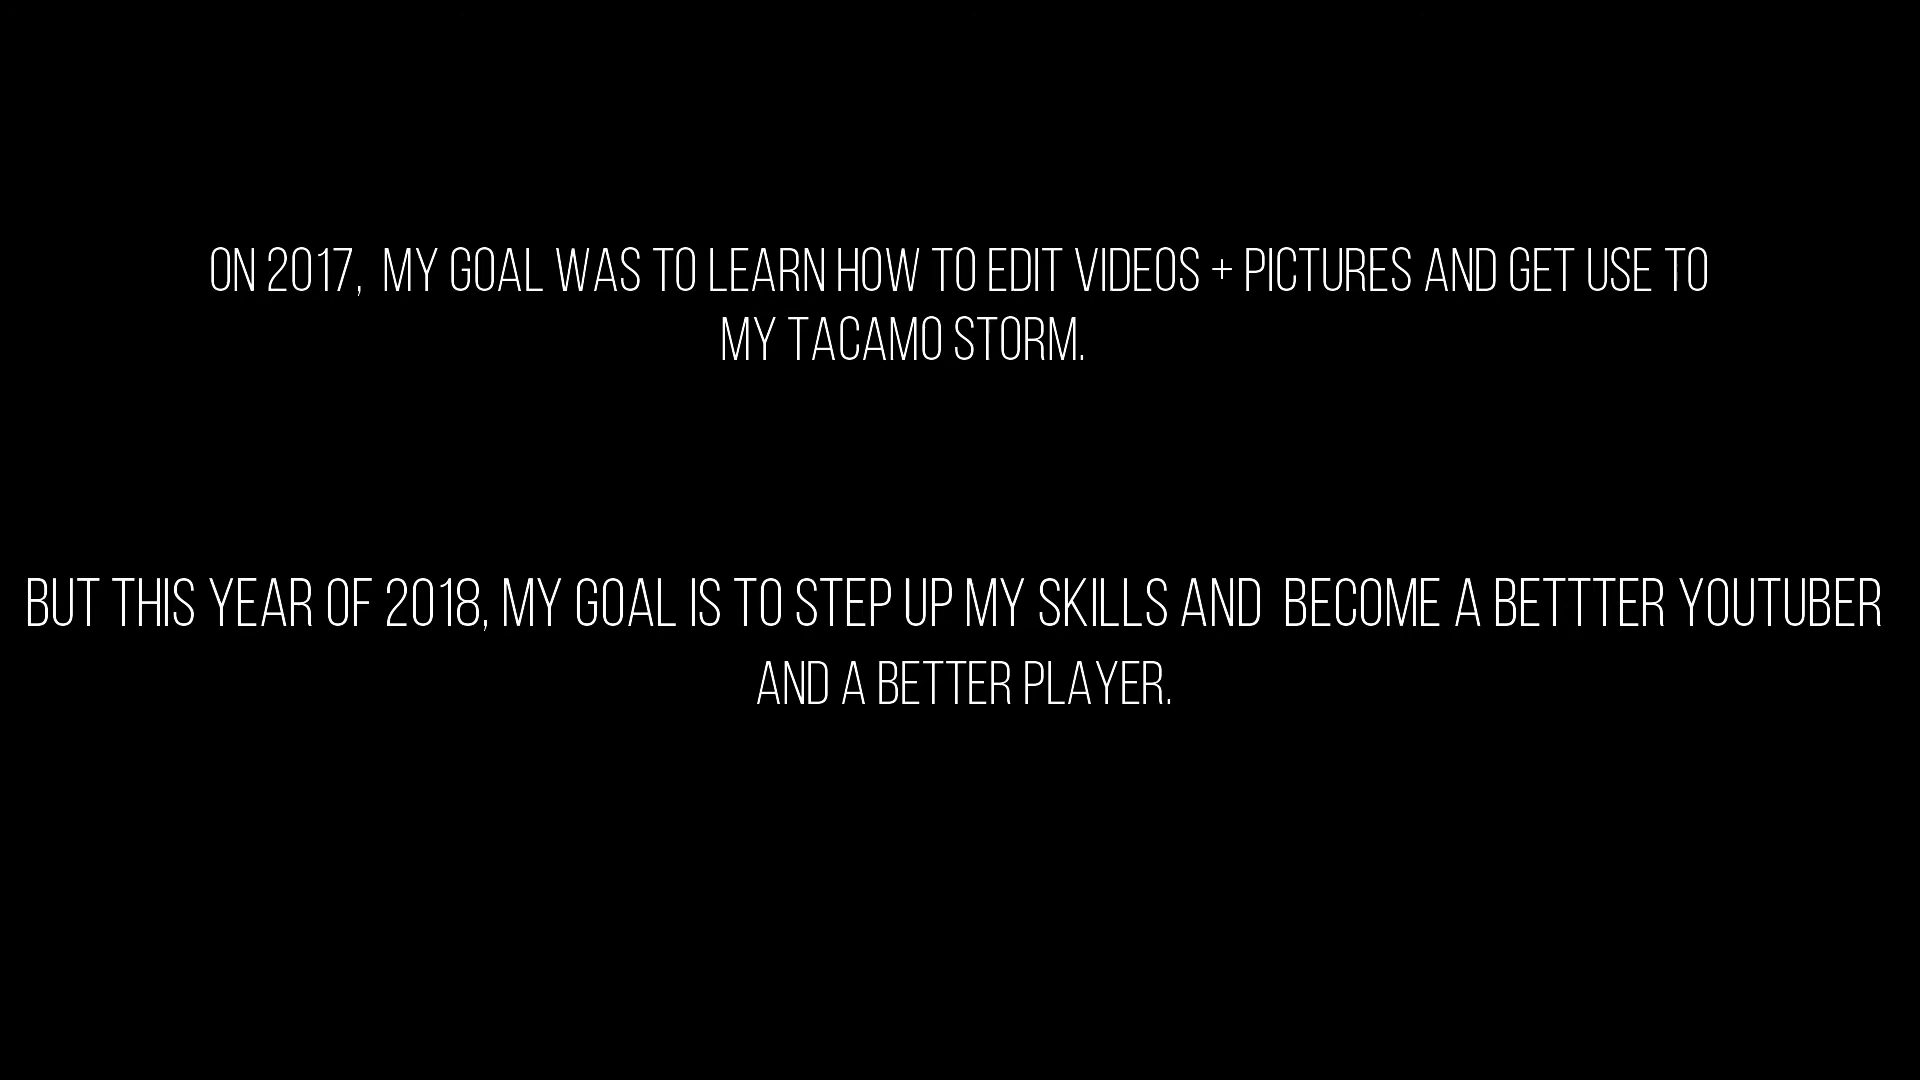 ON 2017,  MY GOAL WAS TO LEARN HOW TO EDIT VIDEOS + PICTURES AND GET USE TO
MY TACAMO STORM.
BUT THIS YEAR OF 2018, MY GOAL IS TO STEP UP MY SKILLS AND  BECOME A BETTTER YOUTUBER
AND A BETTER PLAYER.